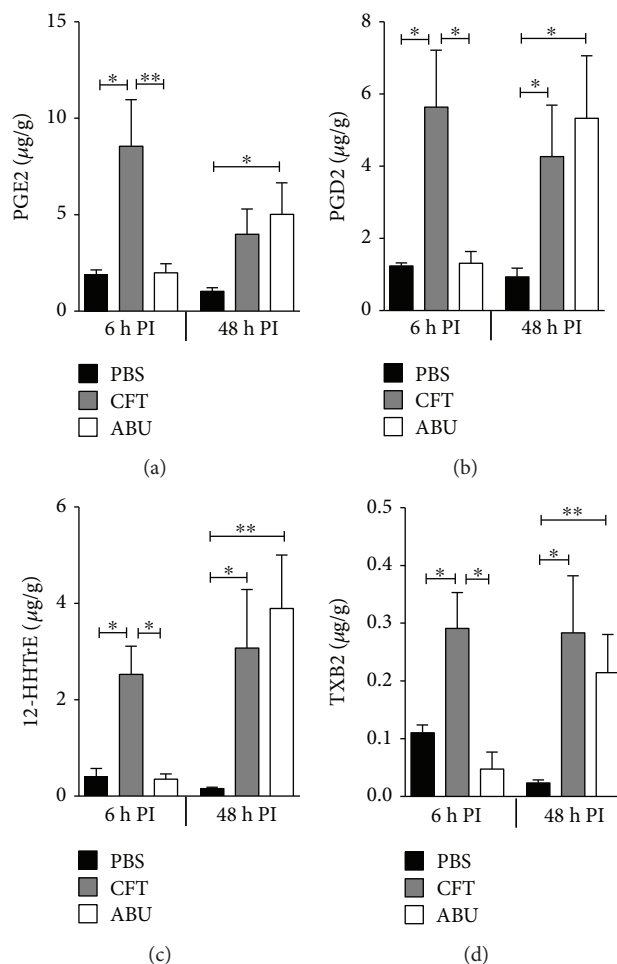 15
10
5
0
PGE2 (µg/g)
* ** *
6 h PI 48 h PI
PBS
CFT
ABU
(a)
8
6
4
2
0
PGD2 (µg/g)
* * * *
6 h PI 48 h PI
PBS
CFT
ABU
(b)
6
4
2
0
12-HHTrE (µg/g)
* * * **
6 h PI 48 h PI
PBS
CFT
ABU
(c)
0.5
0.4
0.3
0.2
0.1
0.0
TXB2 (µg/g)
* * * **
6 h PI 48 h PI
PBS
CFT
ABU
(d)